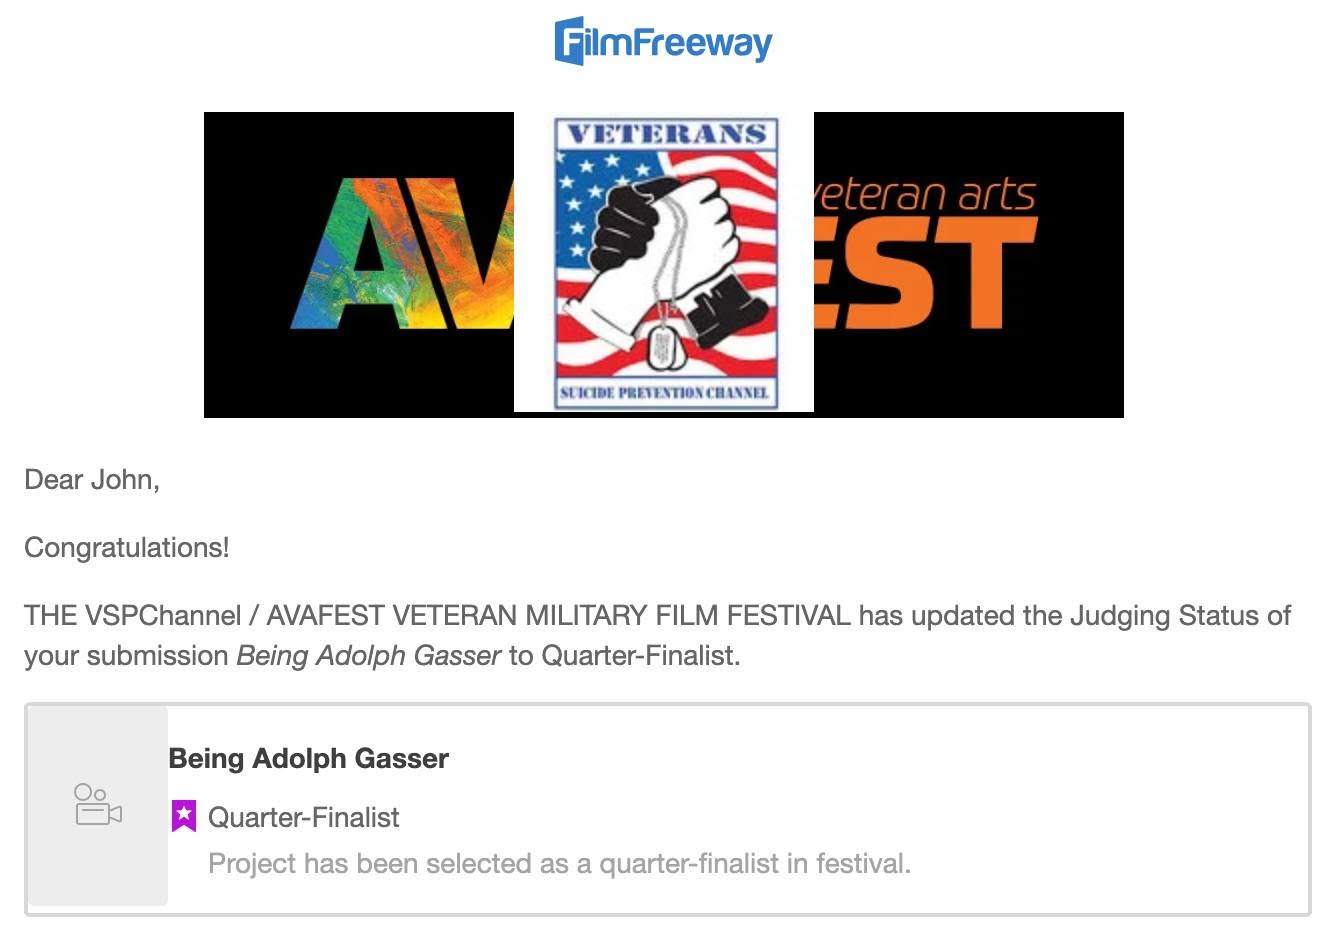 FilmFreeway
VETERANS
SUICIDE PREVENTION CHANNEL
AV
veteran arts
EST
Dear John,
Congratulations!
THE VSPChannel / AVAFEST VETERAN MILITARY FILM FESTIVAL has updated the Judging Status of
your submission Being Adolph Gasser to Quarter-Finalist.
Being Adolph Gasser
Quarter-Finalist
Project has been selected as a quarter-finalist in festival.